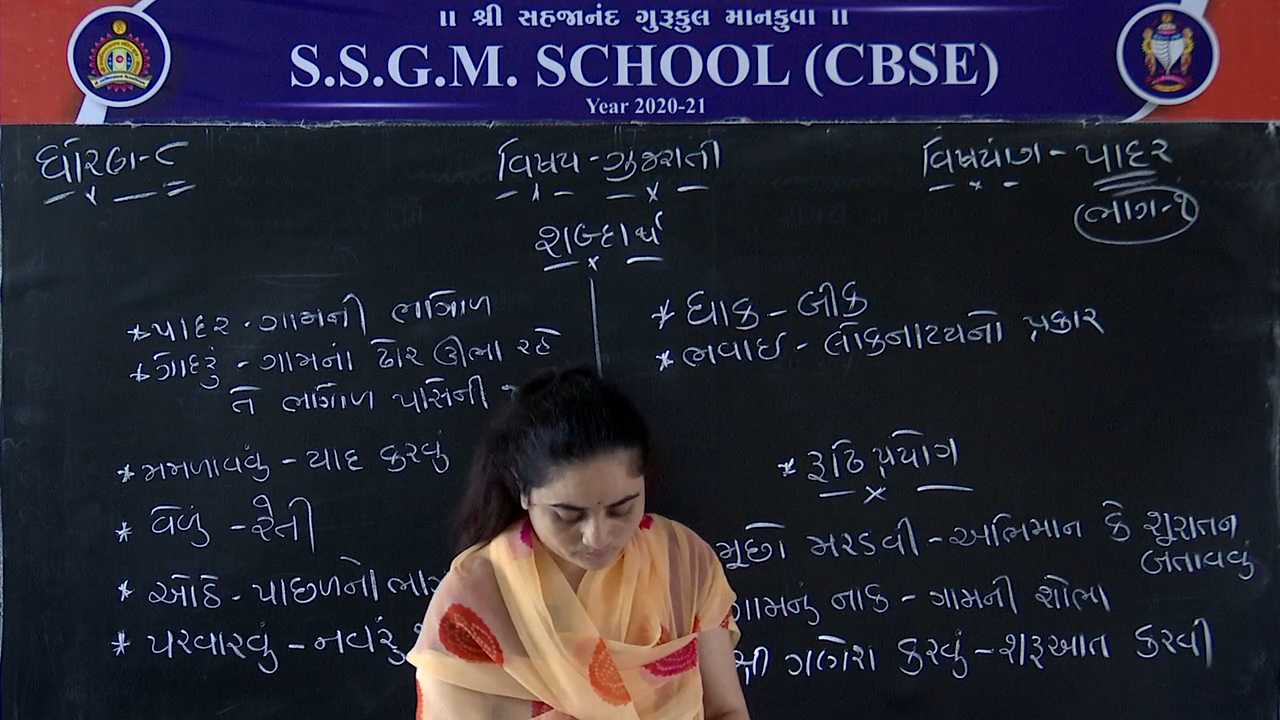 ॥ શ્રી સહજાનંદ ગુરૂકુલ માનકુવા ॥
S.S.G.M. SCHOOL (CBSE)
Year 2020-21
ધોરણ-૮
વિષય - ગુજરાતી
વિષયાંગ - પાદર
ભાગ-૧
શબ્દાર્થ
* પાદર - ગામની ભાગોળ
* ગોંદરું - ગામનાં ઢોર ઊભા રહે
તે ભાગોળ પાસેની
* મમળાવવું - યાદ કરવું
* વેળું - રેતી
* ઓઠે - પાછળનો
* પરવારવું - નવરું
* ધાક - બીક
* ભવાઈ - લોકનાટ્યનો પ્રકાર
* રૂઢિપ્રયોગ
મૂછો મરડવી - અભિમાન કે શૂરાતન
બતાવવું
ગામનું નાક - ગામની શોભા
શ્રી ગણેશ કરવું - શરૂઆત કરવી